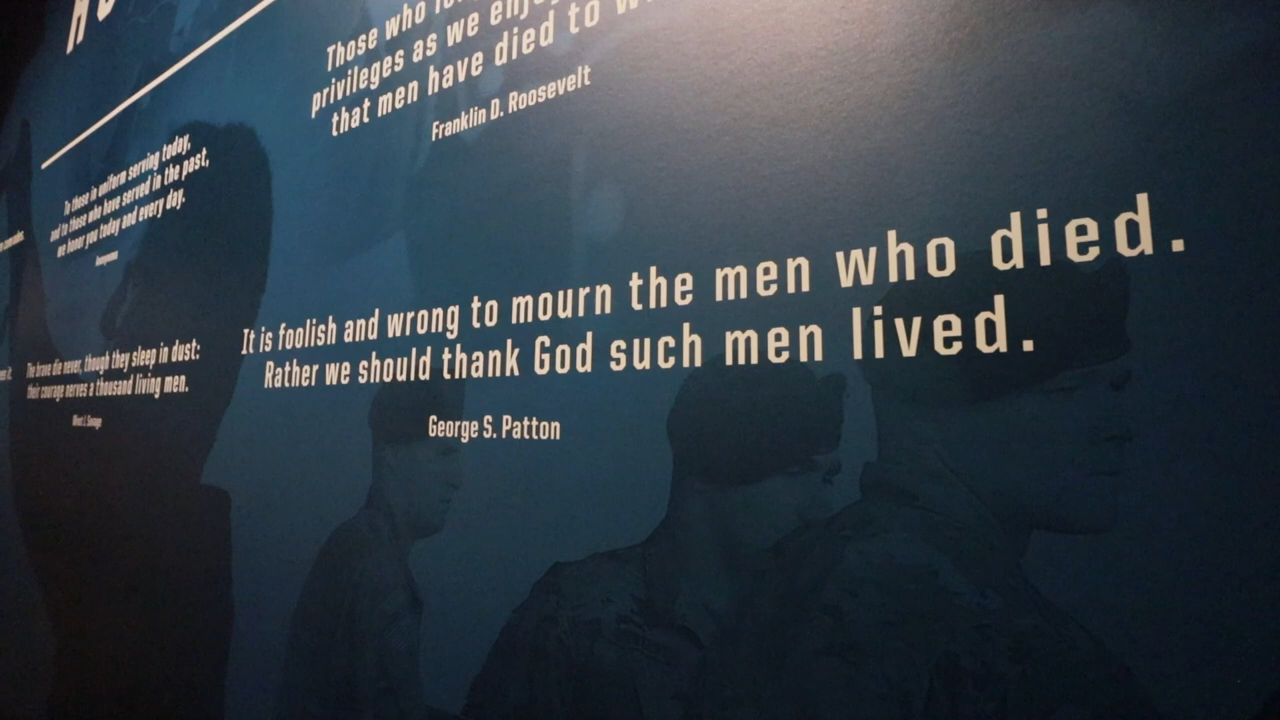 Those who
privileges as we enjoy
that men have died to
Franklin D. Roosevelt
To those in uniform serving today,
and to those who have served in the past,
we honor you today and every day.
Anonymous
It is foolish and wrong to mourn the men who died.
Rather we should thank God such men lived.
George S. Patton
The brave die never, though they sleep in dust:
their courage nerves a thousand living men.